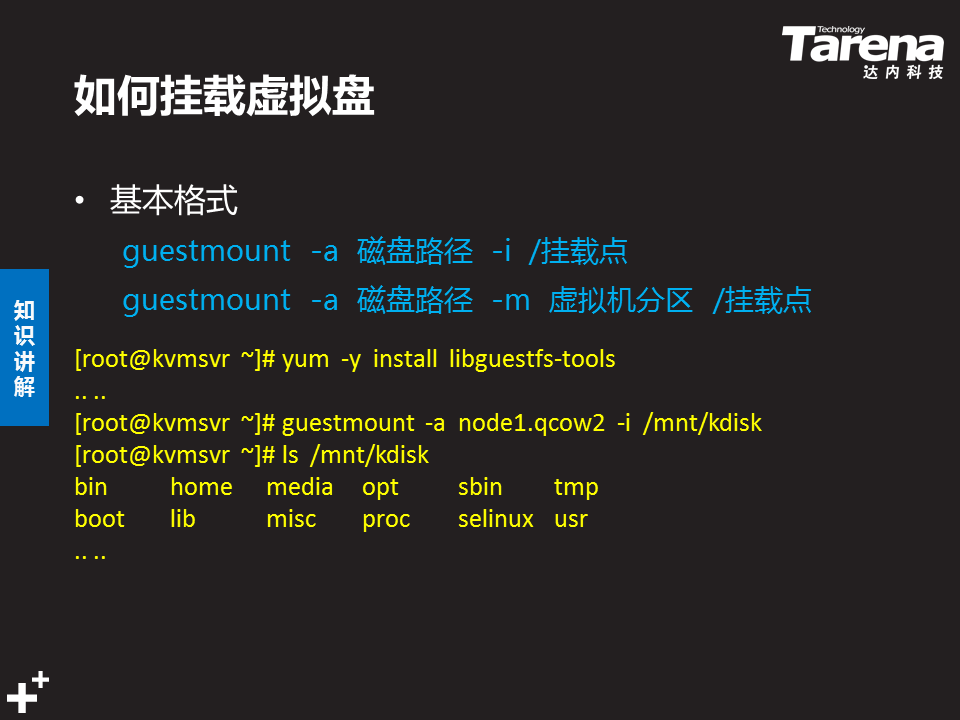 Technology
Tarena
达内科技
如何挂载虚拟盘
• 基本格式
guestmount -a 磁盘路径 -i /挂载点
guestmount -a 磁盘路径 -m 虚拟机分区 /挂载点
知识讲解
[root@kvmsvr ~]# yum -y install libguestfs-tools
.. ..
[root@kvmsvr ~]# guestmount -a node1.qcow2 -i /mnt/kdisk
[root@kvmsvr ~]# ls /mnt/kdisk
bin home media opt sbin tmp
boot lib misc proc selinux usr
.. ..